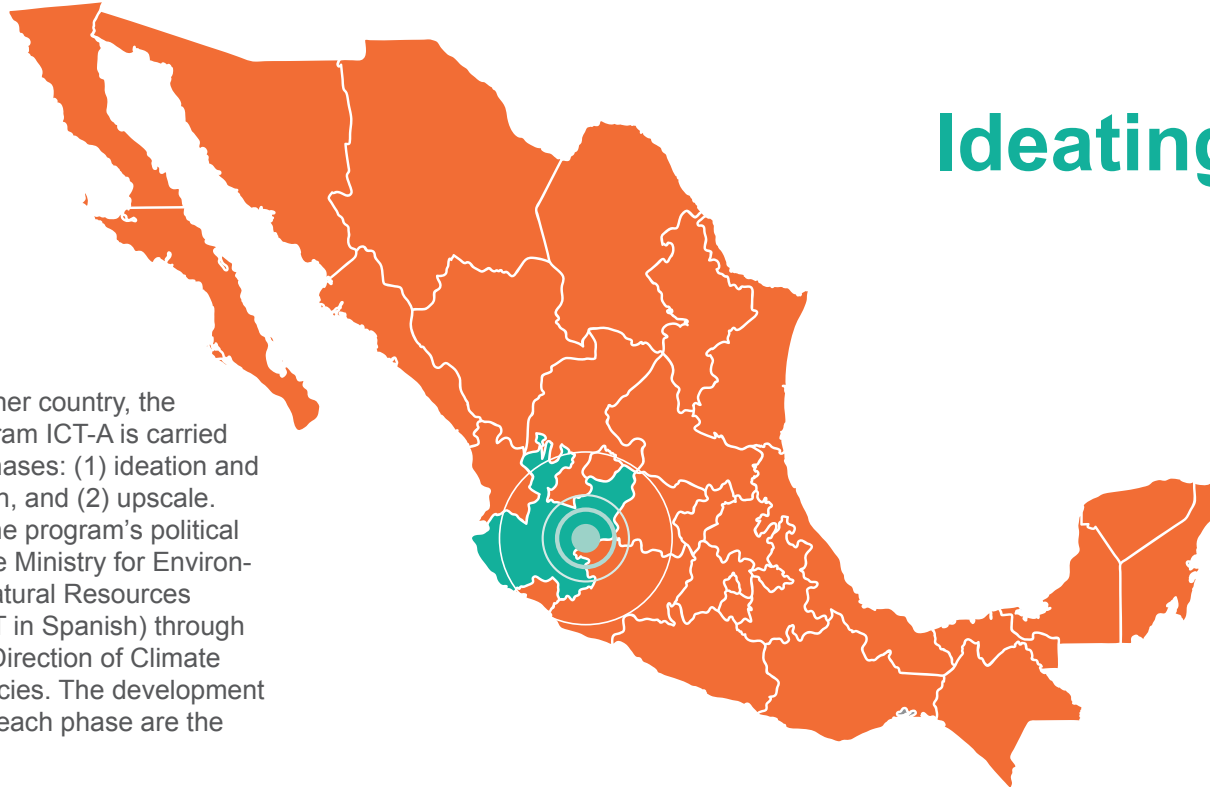 Ideating
ner country, the
ram ICT-A is carried
hases: (1) ideation and
n, and (2) upscale.
he program’s political
e Ministry for Environ-
atural Resources
T in Spanish) through
Direction of Climate
cies. The development
each phase are the